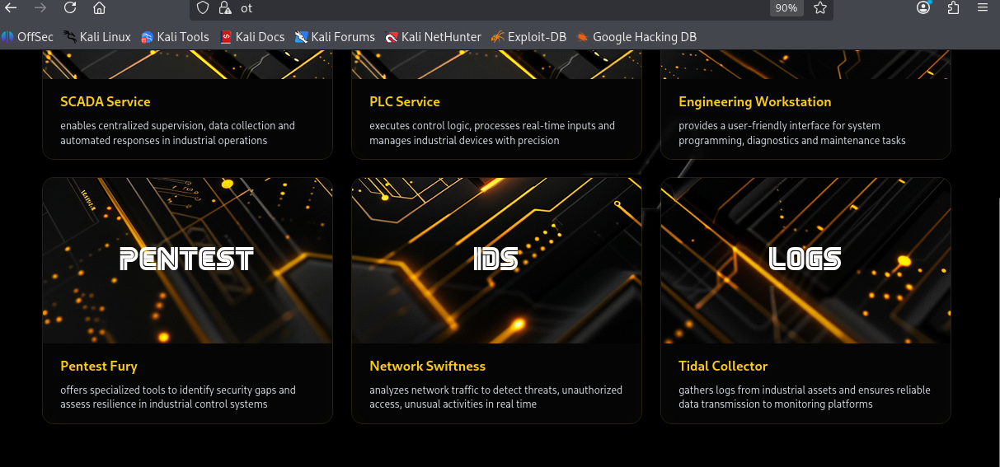 ot
90%
OffSec Kali Linux Kali Tools Kali Docs Kali Forums Kali NetHunter Exploit-DB Google Hacking DB
SCADA Service
enables centralized supervision, data collection and
automated responses in industrial operations
PLC Service
executes control logic, processes real-time inputs and
manages industrial devices with precision
Engineering Workstation
provides a user-friendly interface for system
programming, diagnostics and maintenance tasks
PENTEST
Pentest Fury
offers specialized tools to identify security gaps and
assess resilience in industrial control systems
IDS
Network Swiftness
analyzes network traffic to detect threats, unauthorized
access, unusual activities in real time
LOGS
Tidal Collector
gathers logs from industrial assets and ensures reliable
data transmission to monitoring platforms